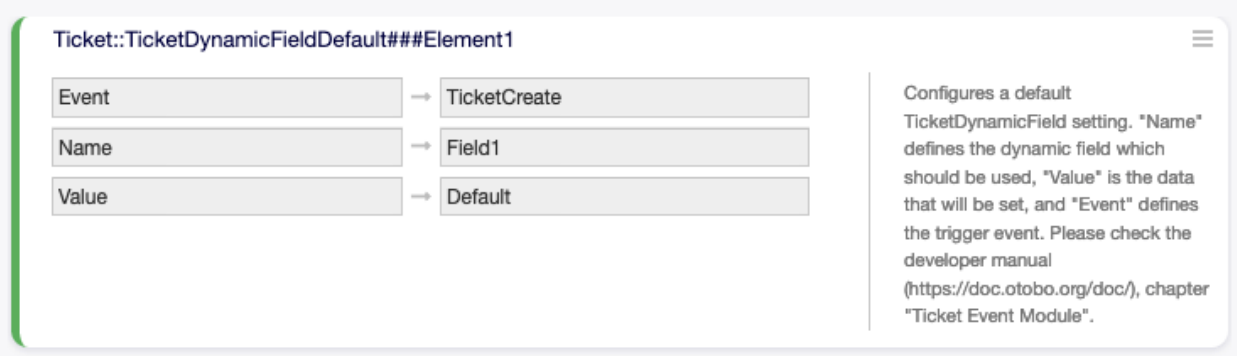 Ticket::TicketDynamicFieldDefault###Element1
Event → TicketCreate
Name → Field1
Value → Default
Configures a default
TicketDynamicField setting. "Name"
defines the dynamic field which
should be used, "Value" is the data
that will be set, and "Event" defines
the trigger event. Please check the
developer manual
(https://doc.otobo.org/doc/), chapter
"Ticket Event Module".